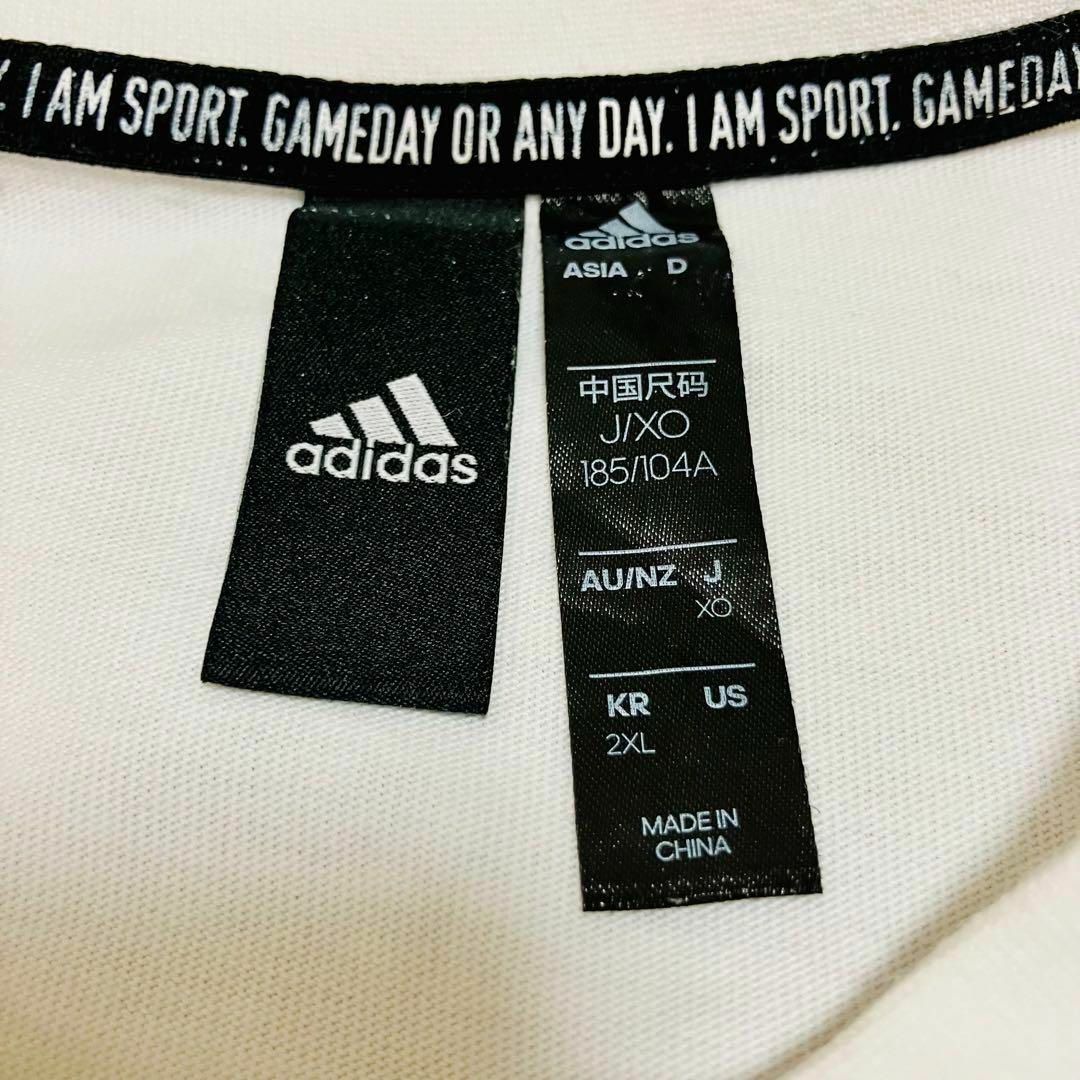 . I AM SPORT. GAMEDAY OR ANY DAY. I AM SPORT. GAMEDAY
adidas
adidas
ASIA D
中国尺码
J/XO
185/104A
AU/NZ J
XO
KR US
2XL
MADE IN
CHINA